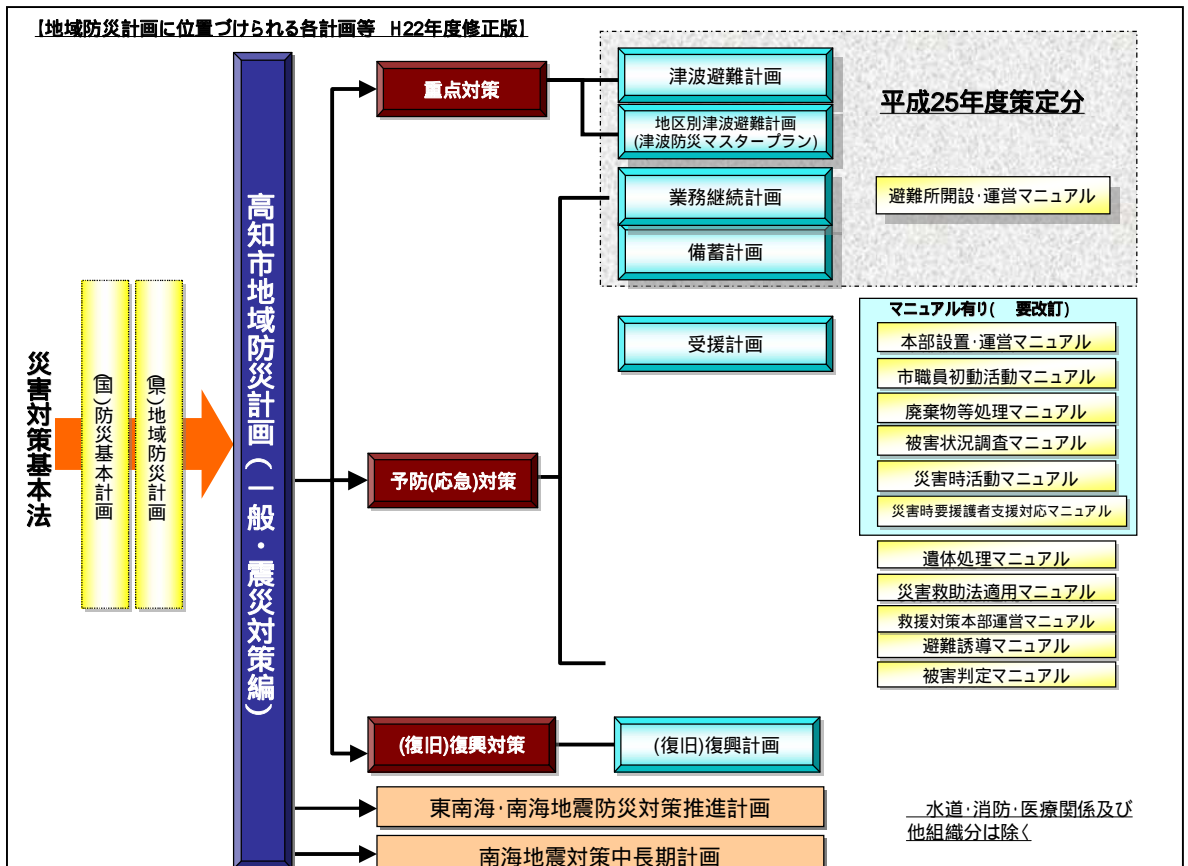 【地域防災計画に位置づけられる各計画等 H22年度修正版】
災害対策基本法
(国)防災基本計画
(県)地域防災計画
高知市地域防災計画(一般・震災対策編)
重点対策
津波避難計画
地区別津波避難計画
(津波防災マスタープラン)
平成25年度策定分
業務継続計画
避難所開設・運営マニュアル
備蓄計画
受援計画
マニュアル有り( 要改訂)
本部設置・運営マニュアル
市職員初動活動マニュアル
廃棄物等処理マニュアル
被害状況調査マニュアル
災害時活動マニュアル
災害時要援護者支援対応マニュアル
予防(応急)対策
遺体処理マニュアル
災害救助法適用マニュアル
救援対策本部運営マニュアル
避難誘導マニュアル
被害判定マニュアル
(復旧)復興対策
(復旧)復興計画
東南海・南海地震防災対策推進計画
南海地震対策中長期計画
水道・消防・医療関係及び
他組織分は除く